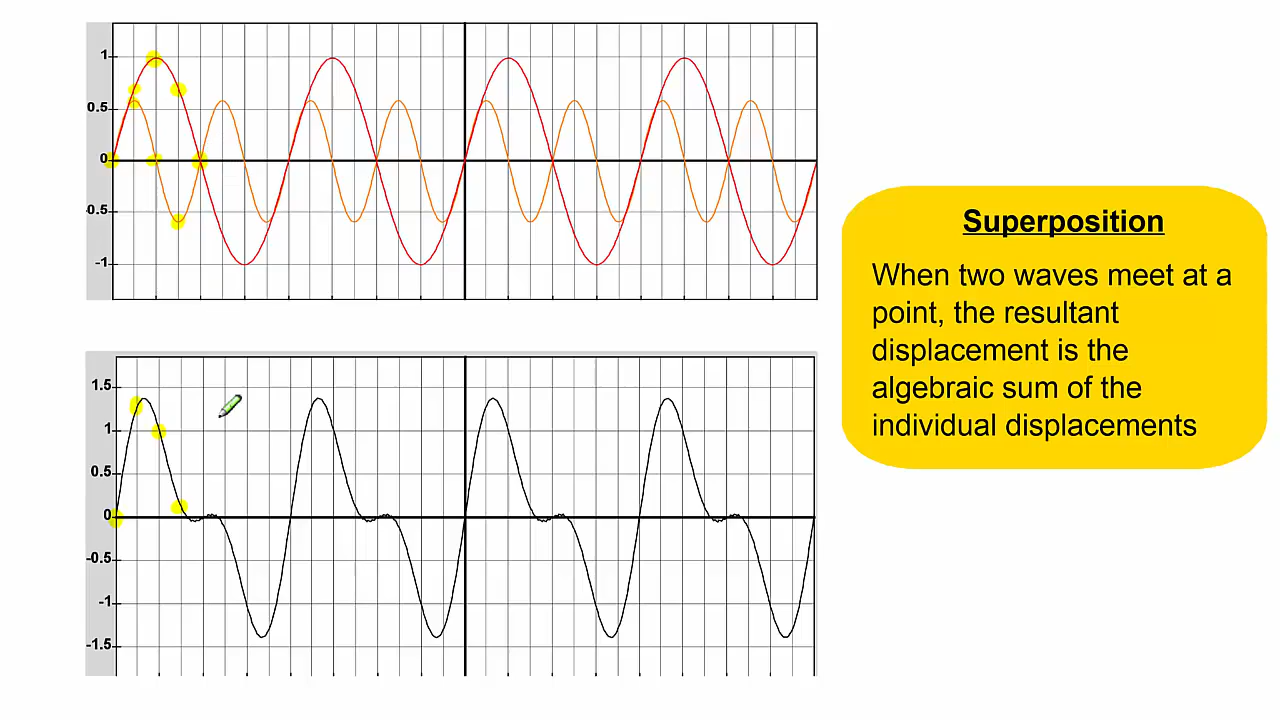 1
0.5
0
-0.5
-1
1.5
1
0.5
0
-0.5
-1
-1.5
Superposition
When two waves meet at a
point, the resultant
displacement is the
algebraic sum of the
individual displacements